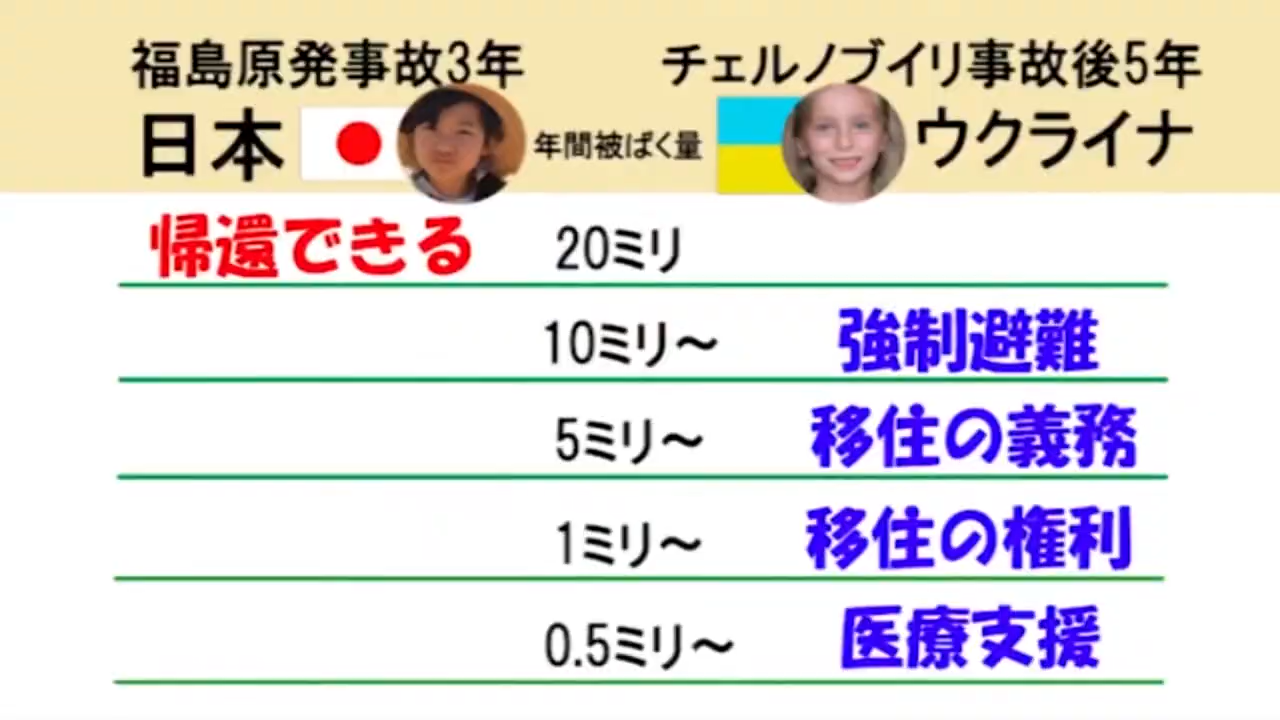 福島原発事故3年
チェルノブイリ事故後5年
日本
年間被ばく量
ウクライナ
帰還できる 20ミリ
10ミリ～ 強制避難
5ミリ～ 移住の義務
1ミリ～ 移住の権利
0.5ミリ～ 医療支援